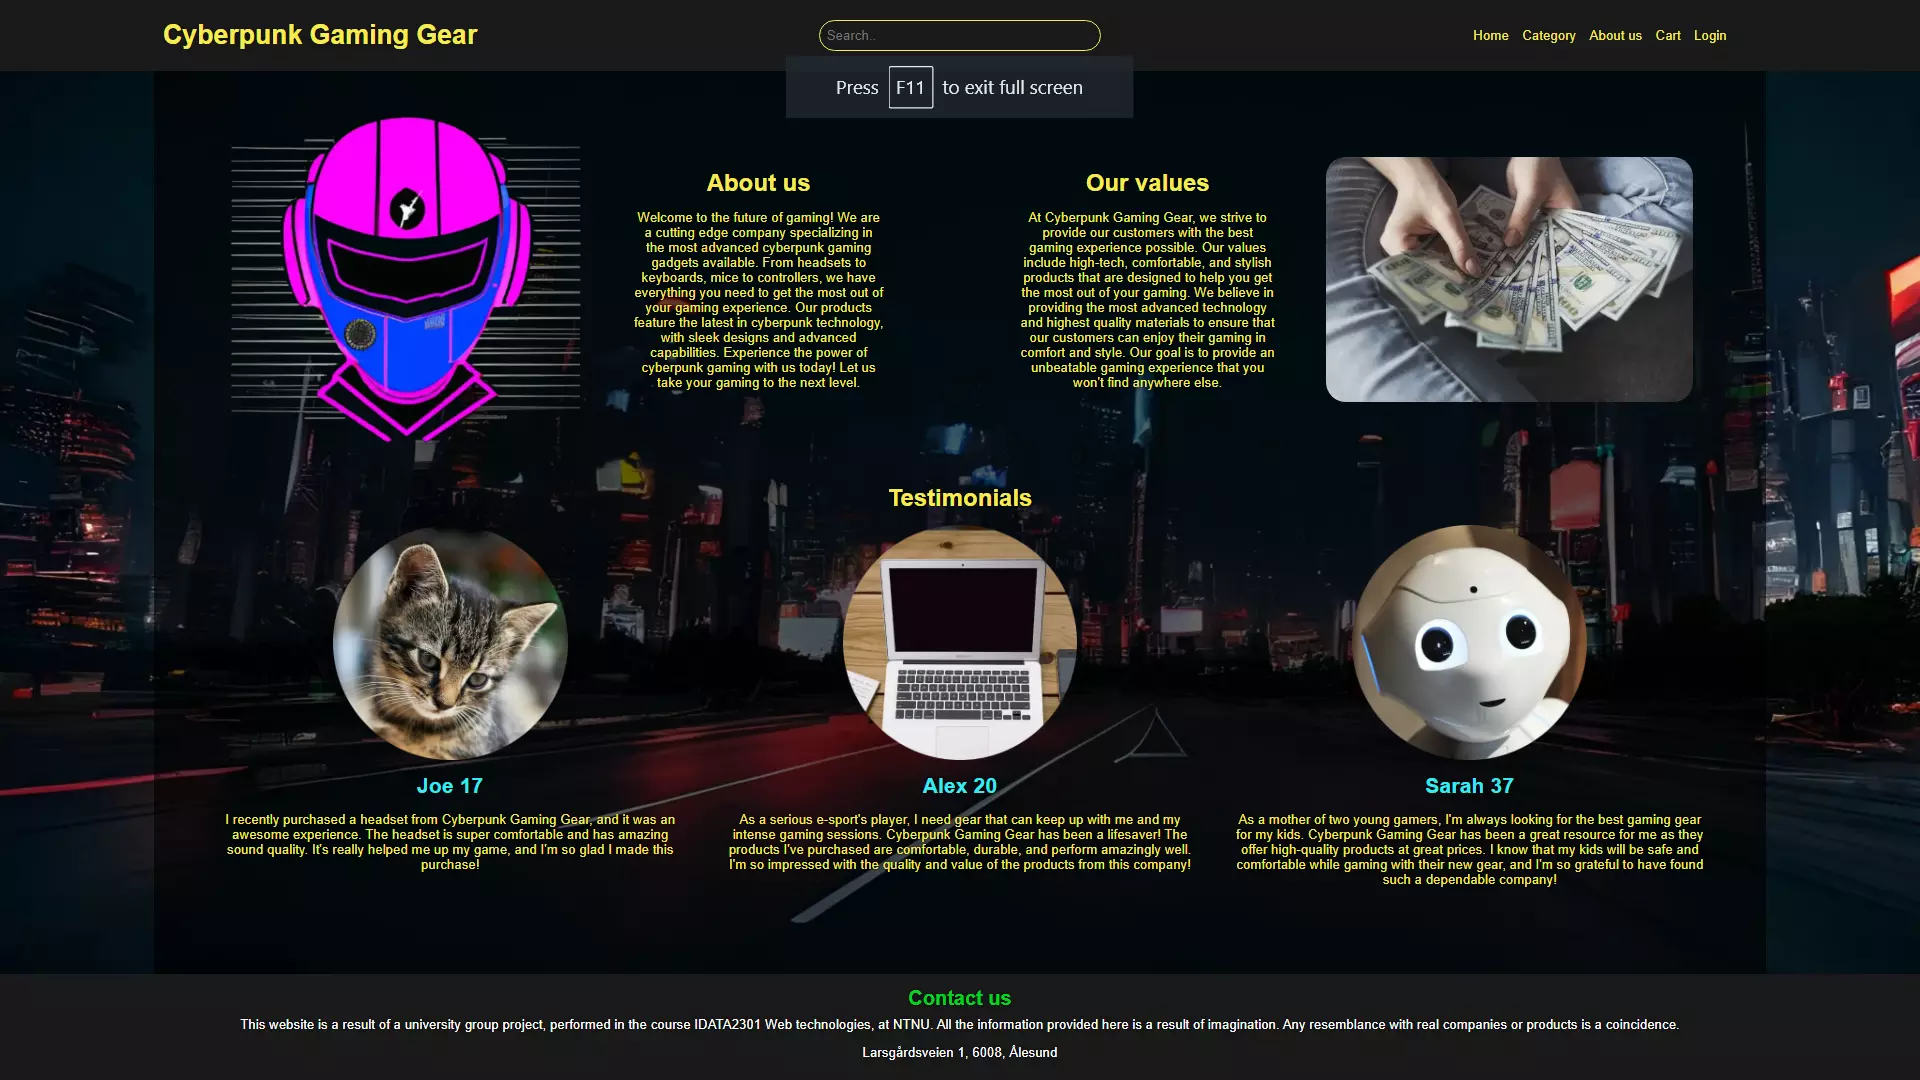 Cyberpunk Gaming Gear
Search..
Home Category About us Cart Login
Press F11 to exit full screen
About us
Welcome to the future of gaming! We are
a cutting edge company specializing in
the most advanced cyberpunk gaming
gadgets available. From headsets to
keyboards, mice to controllers, we have
everything you need to get the most out of
your gaming experience. Our products
feature the latest in cyberpunk technology,
with sleek designs and advanced
capabilities. Experience the power of
cyberpunk gaming with us today! Let us
take your gaming to the next level.
Our values
At Cyberpunk Gaming Gear, we strive to
provide our customers with the best
gaming experience possible. Our values
include high-tech, comfortable, and stylish
products that are designed to help you get
the most out of your gaming. We believe in
providing the most advanced technology
and highest quality materials to ensure that
our customers can enjoy their gaming in
comfort and style. Our goal is to provide an
unbeatable gaming experience that you
won't find anywhere else.
Testimonials
Joe 17
I recently purchased a headset from Cyberpunk Gaming Gear, and it was an
awesome experience. The headset is super comfortable and has amazing
sound quality. It's really helped me up my game, and I'm so glad I made this
purchase!
Alex 20
As a serious e-sport's player, I need gear that can keep up with me and my
intense gaming sessions. Cyberpunk Gaming Gear has been a lifesaver! The
products I've purchased are comfortable, durable, and perform amazingly well.
I'm so impressed with the quality and value of the products from this company!
Sarah 37
As a mother of two young gamers, I'm always looking for the best gaming gear
for my kids. Cyberpunk Gaming Gear has been a great resource for me as they
offer high-quality products at great prices. I know that my kids will be safe and
comfortable while gaming with their new gear, and I'm so grateful to have found
such a dependable company!
Contact us
This website is a result of a university group project, performed in the course IDATA2301 Web technologies, at NTNU. All the information provided here is a result of imagination. Any resemblance with real companies or products is a coincidence.
Larsgårdsveien 1, 6008, Ålesund